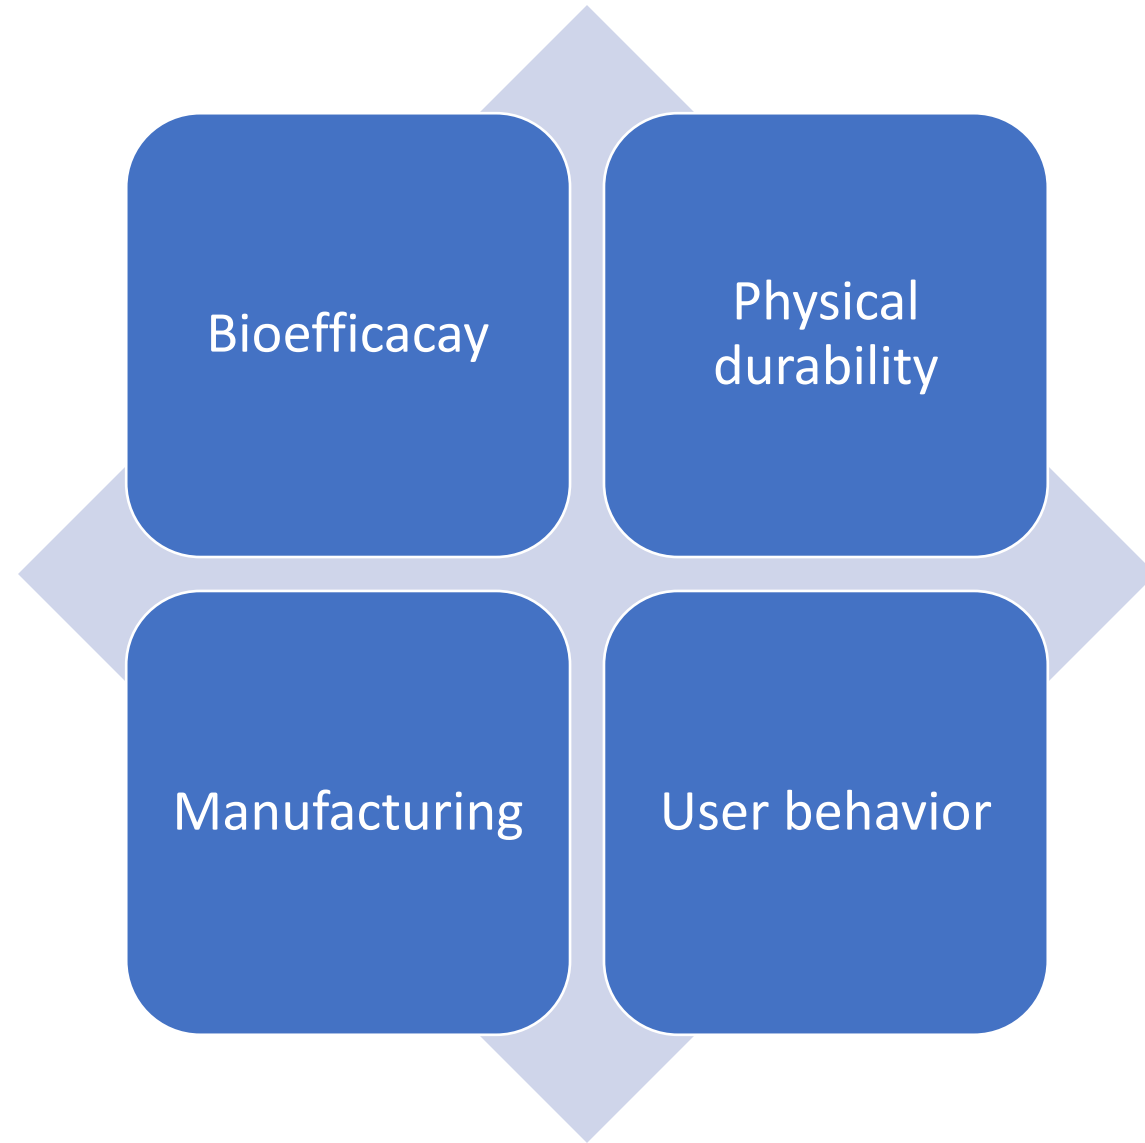 Bioefficacay
Physical
durability
Manufacturing
User behavior